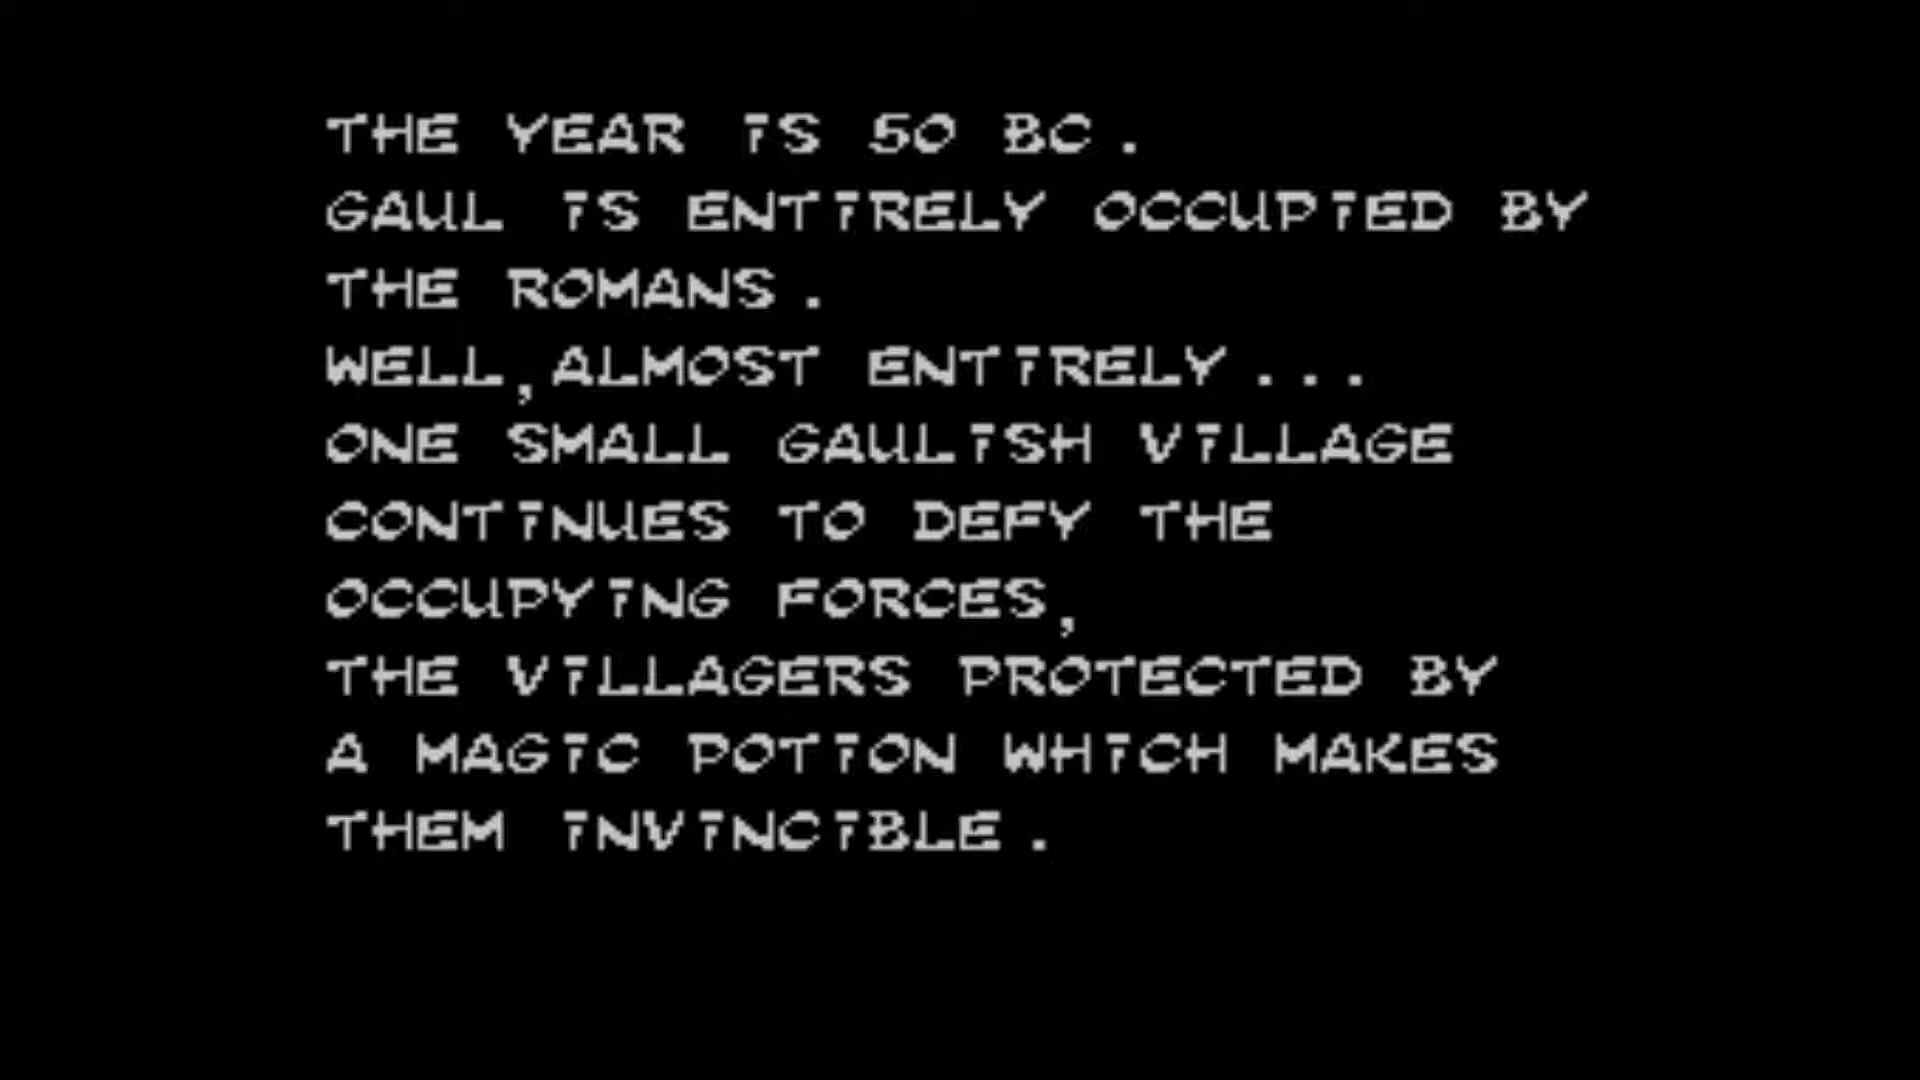 THE YEAR IS 50 BC.
GAUL IS ENTIRELY OCCUPIED BY
THE ROMANS.
WELL,ALMOST ENTIRELY...
ONE SMALL GAULISH VILLAGE
CONTINUES TO DEFY THE
OCCUPYING FORCES,
THE VILLAGERS PROTECTED BY
A MAGIC POTION WHICH MAKES
THEM INVINCIBLE.